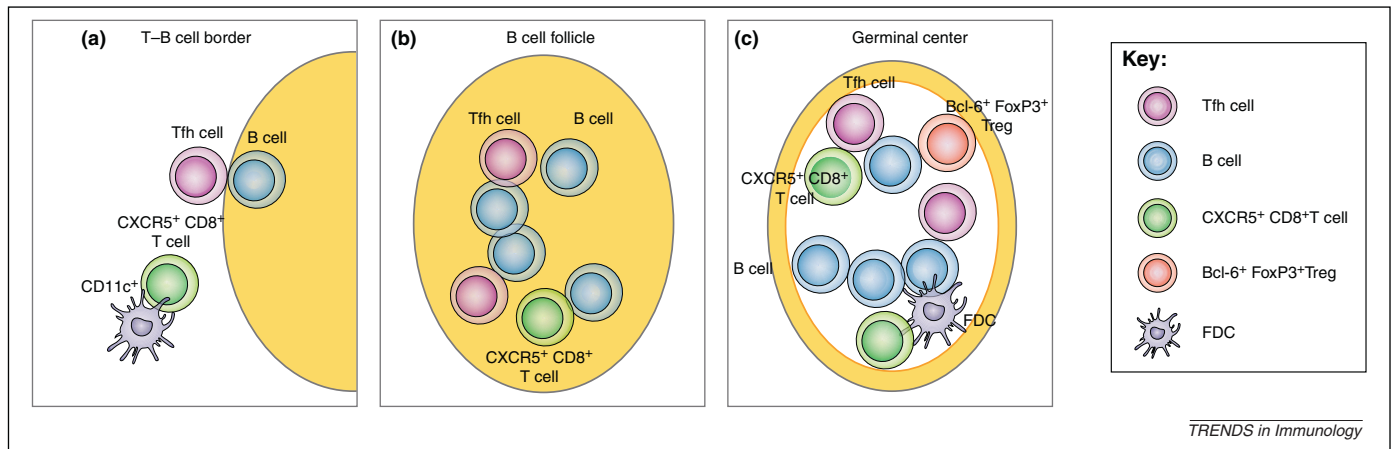 (a) T–B cell border
Tfh cell
B cell
CXCR5⁺ CD8⁺
T cell
CD11c⁺
(b) B cell follicle
Tfh cell
B cell
CXCR5⁺ CD8⁺
T cell
(c) Germinal center
Tfh cell
Bcl-6⁺ FoxP3⁺
Treg
CXCR5⁺ CD8⁺
T cell
B cell
FDC
Key:
Tfh cell
B cell
CXCR5⁺ CD8⁺T cell
Bcl-6⁺ FoxP3⁺Treg
FDC
TRENDS in Immunology